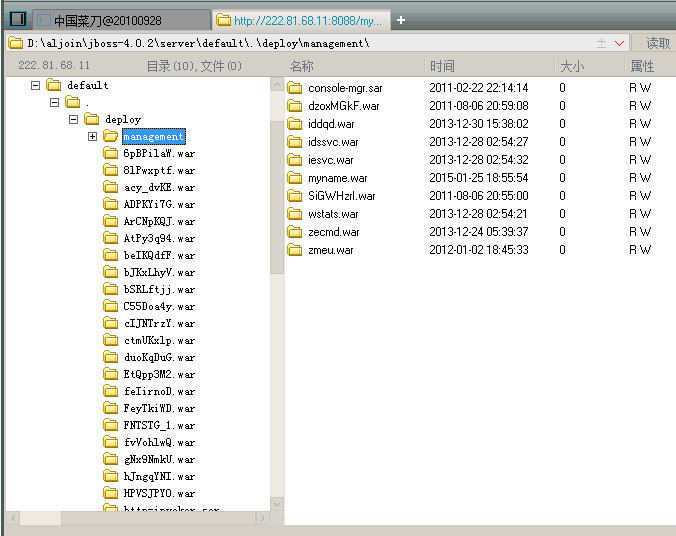 中国菜刀@20100928
http://222.81.68.11:8088/my...
D:\aljoin\jboss-4.0.2\server\default\.\deploy\management\
读取
222.81.68.11
目录(10),文件(0)
名称 时间 大小 属性
default
.
deploy
management
6pBPilaW.war
8lPwxptf.war
acy_dvKE.war
ADPKYi7G.war
ArCNpKQJ.war
AtPy3q94.war
beIKQdfF.war
bJKxLhyV.war
bSRLftjj.war
C55Doa4y.war
cIJNTrzY.war
ctmUKxlp.war
duoKqDuG.war
EtQpp3M2.war
feIirnoD.war
FeyTkiWD.war
FNTSTG_1.war
fvVohlwQ.war
gNx9NmkU.war
hJngqYNI.war
HPVSJPYO.war
console-mgr.sar 2011-02-22 22:14:14 0 R W
dzoxMGkF.war 2011-08-06 20:59:08 0 R W
iddqd.war 2013-12-30 15:38:02 0 R W
idssvc.war 2013-12-28 02:54:27 0 R W
iesvc.war 2013-12-28 02:54:32 0 R W
myname.war 2015-01-25 18:55:54 0 R W
SiGWHzrI.war 2011-08-06 20:55:00 0 R W
wstats.war 2013-12-28 02:54:21 0 R W
zecmd.war 2013-12-24 05:39:37 0 R W
zmeu.war 2012-01-02 18:45:33 0 R W